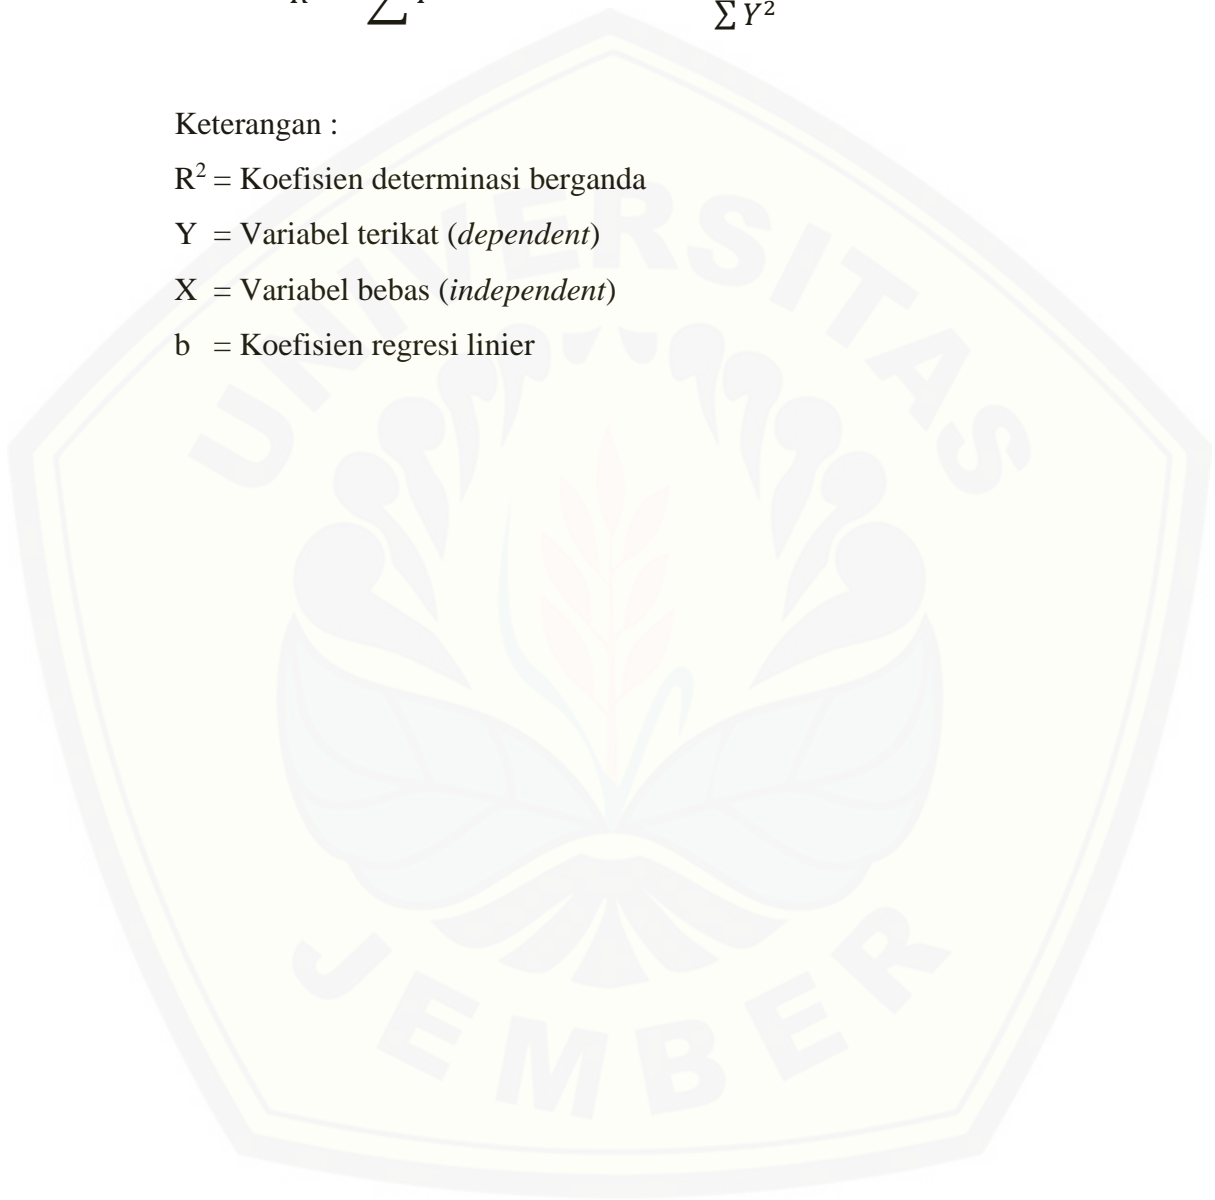 ∑ Y²
Keterangan :
R² = Koefisien determinasi berganda
Y = Variabel terikat (dependent)
X = Variabel bebas (independent)
b = Koefisien regresi linier
UNIVERSITAS
JEMBER